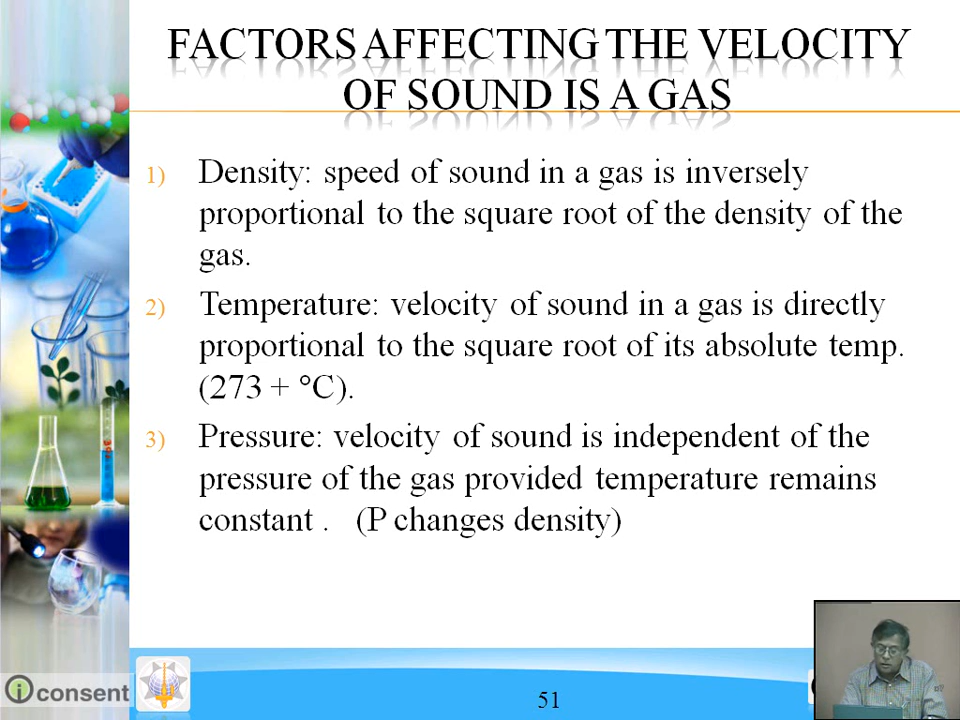 FACTORS AFFECTING THE VELOCITY
OF SOUND IS A GAS
1) Density: speed of sound in a gas is inversely
proportional to the square root of the density of the
gas.
2) Temperature: velocity of sound in a gas is directly
proportional to the square root of its absolute temp.
(273 + °C).
3) Pressure: velocity of sound is independent of the
pressure of the gas provided temperature remains
constant . (P changes density)
iconsent
51